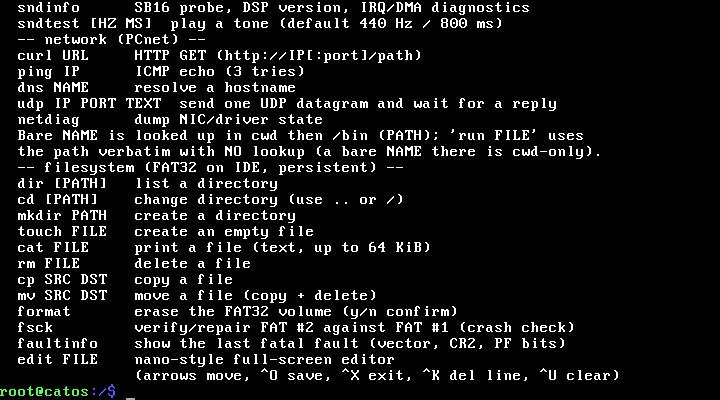 sndinfo SB16 probe, DSP version, IRQ/DMA diagnostics
sndtest [HZ MS] play a tone (default 440 Hz / 800 ms)
-- network (PCnet) --
curl URL HTTP GET (http://IP[:port]/path)
ping IP ICMP echo (3 tries)
dns NAME resolve a hostname
udp IP PORT TEXT send one UDP datagram and wait for a reply
netdiag dump NIC/driver state
Bare NAME is looked up in cwd then /bin (PATH); 'run FILE' uses
the path verbatim with NO lookup (a bare NAME there is cwd-only).
-- filesystem (FAT32 on IDE, persistent) --
dir [PATH] list a directory
cd [PATH] change directory (use .. or /)
mkdir PATH create a directory
touch FILE create an empty file
cat FILE print a file (text, up to 64 KiB)
rm FILE delete a file
cp SRC DST copy a file
mv SRC DST move a file (copy + delete)
format erase the FAT32 volume (y/n confirm)
fsck verify/repair FAT #2 against FAT #1 (crash check)
faultinfo show the last fatal fault (vector, CR2, PF bits)
edit FILE nano-style full-screen editor
(arrows move, ^O save, ^X exit, ^K del line, ^U clear)
root@catos:/$ _